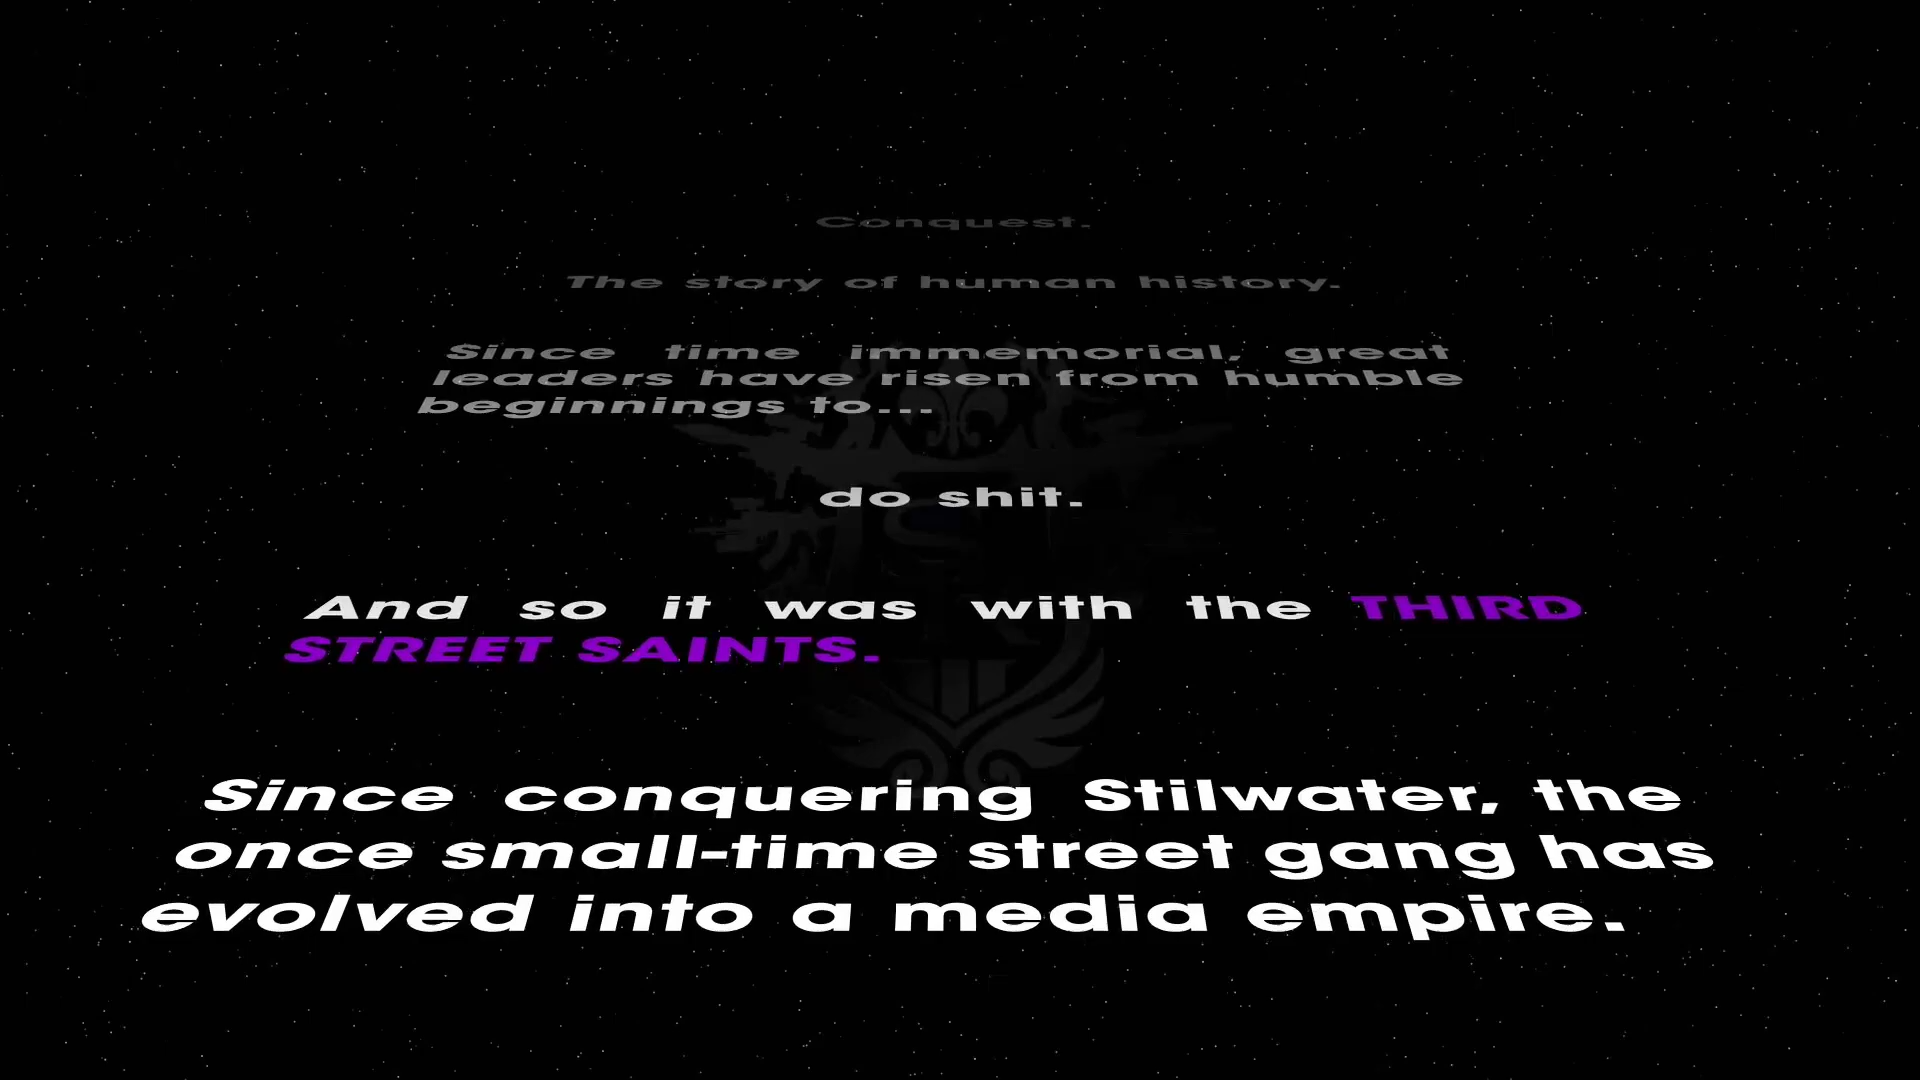 Conquest.
The story of human history.
Since time immemorial, great
leaders have risen from humble
beginnings to...
do shit.
And so it was with the THIRD
STREET SAINTS.
Since conquering Stilwater, the
once small-time street gang has
evolved into a media empire.